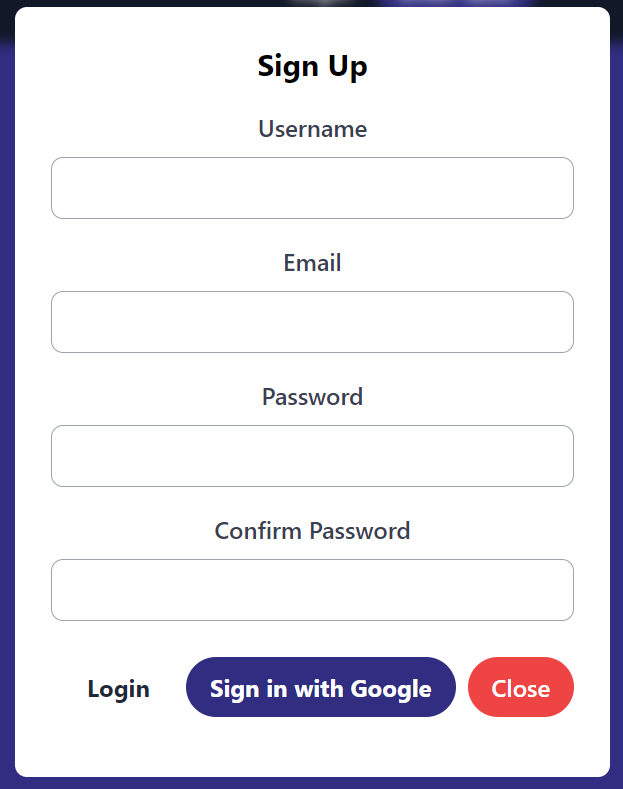 Sign Up
Username
Email
Password
Confirm Password
Login Sign in with Google Close